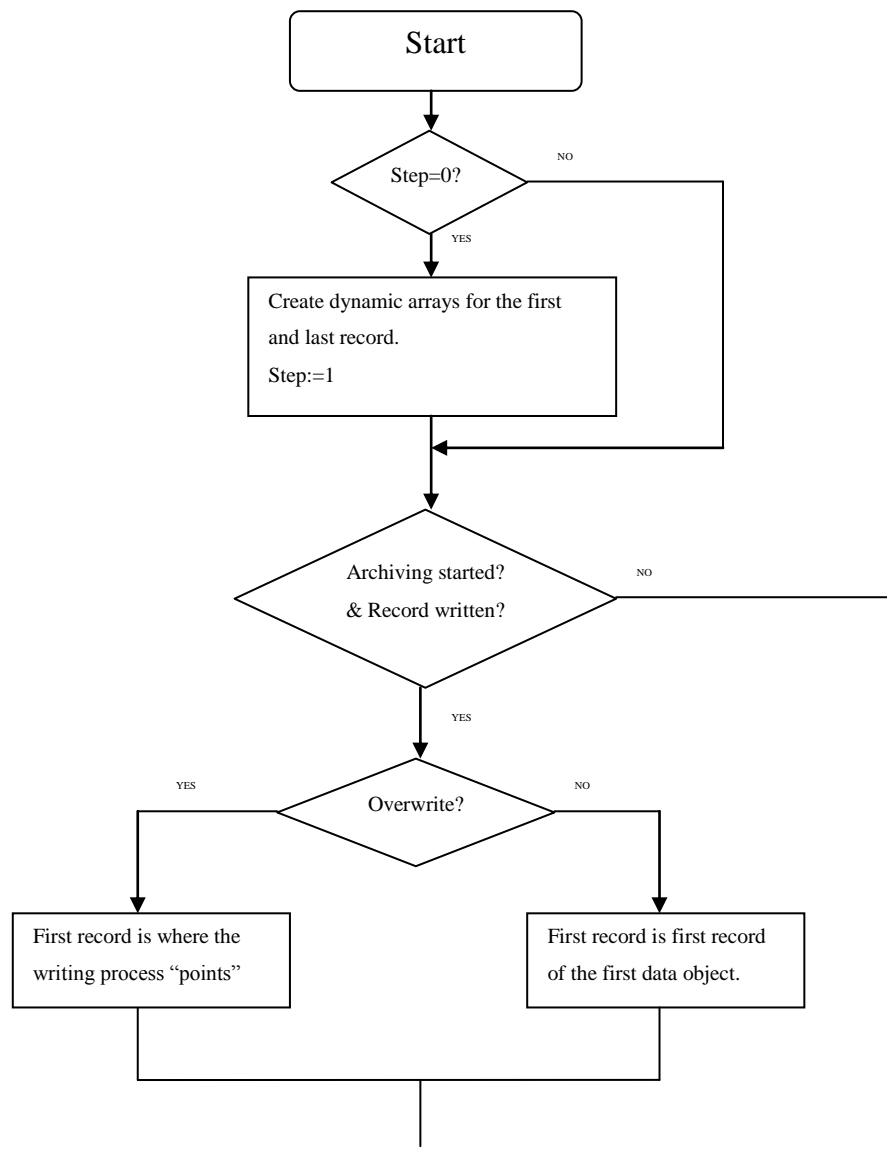 Start
Step=0?
NO
YES
Create dynamic arrays for the first
and last record.
Step:=1
Archiving started?
& Record written?
NO
YES
YES
Overwrite?
NO
First record is where the
writing process “points”
First record is first record
of the first data object.